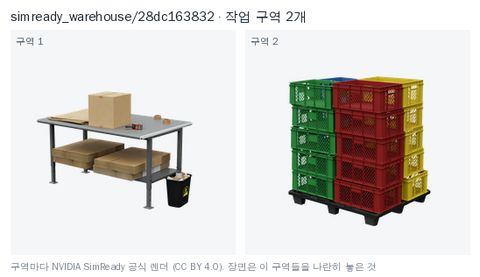 simready_warehouse/28dc163832 · 작업 구역 2개
구역 1
구역 2
구역마다 NVIDIA SimReady 공식 렌더 (CC BY 4.0). 장면은 이 구역들을 나란히 놓은 것